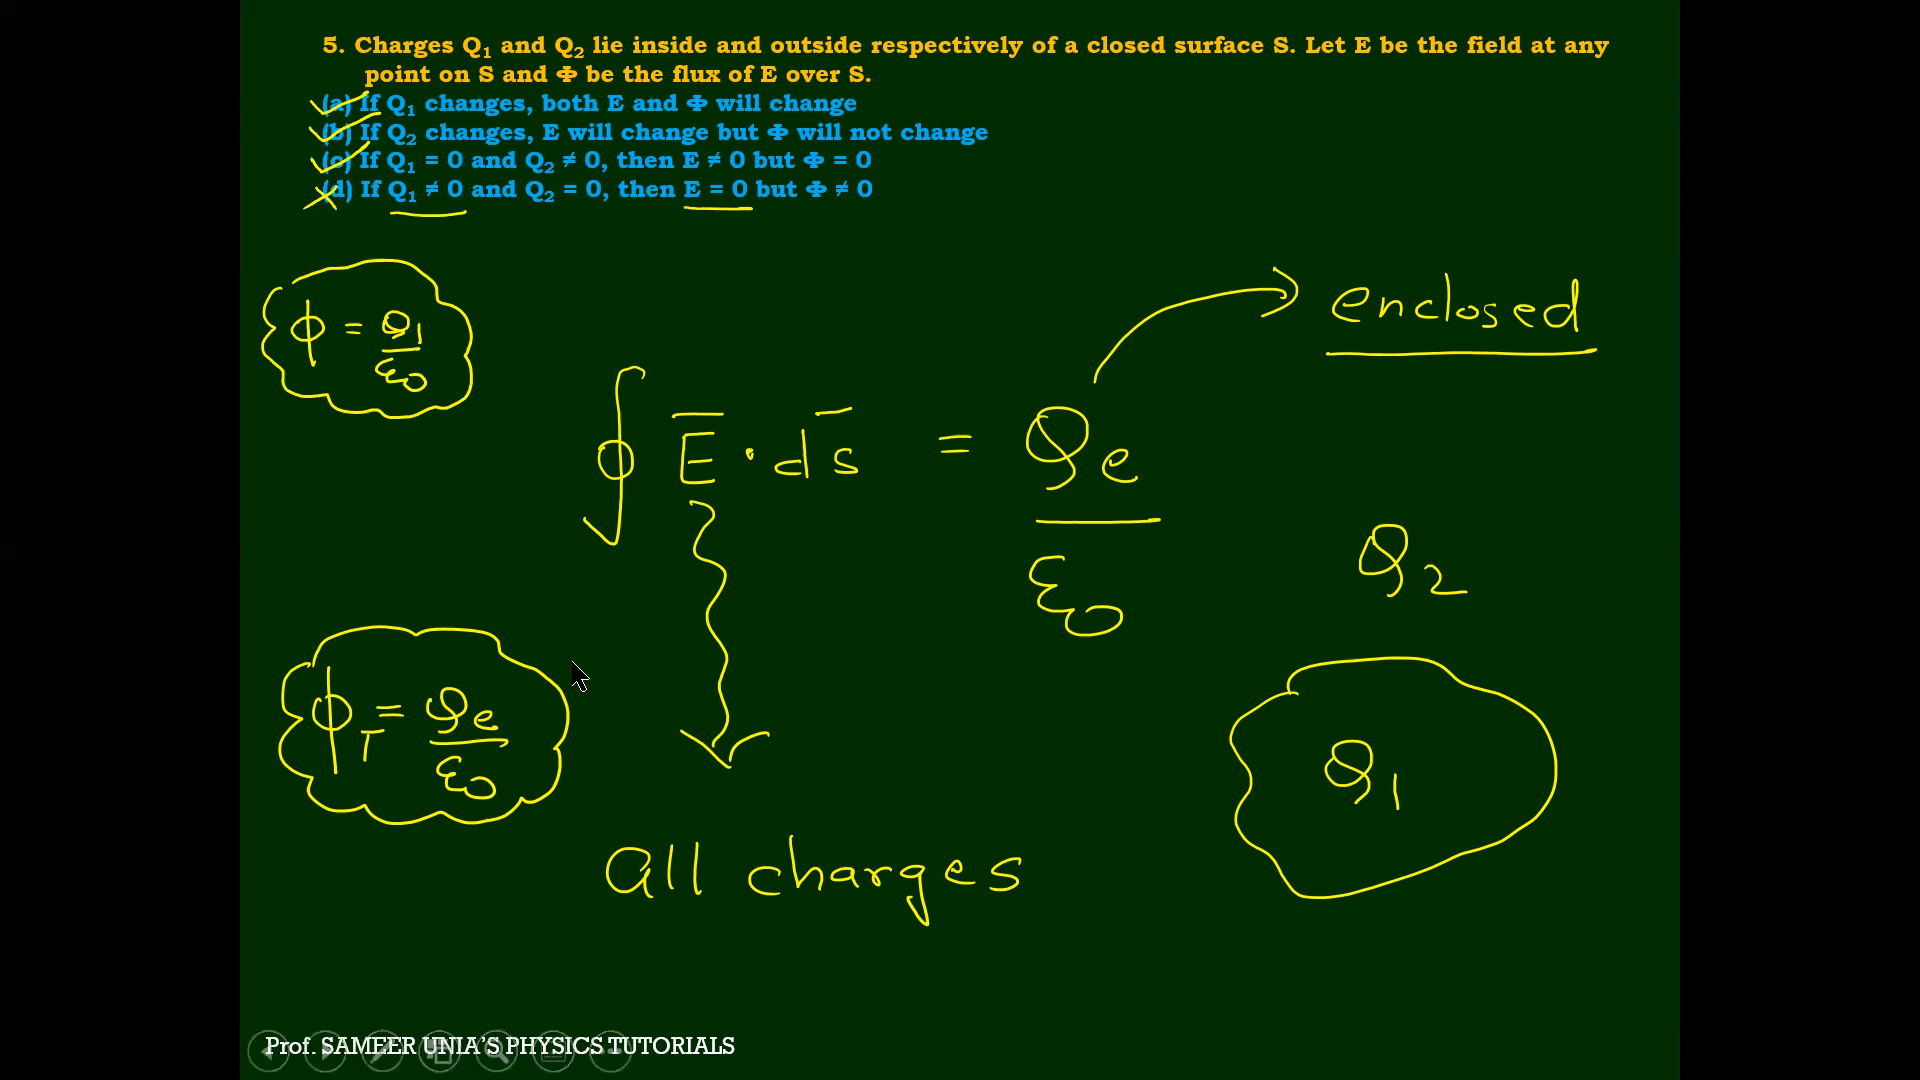 5. Charges Q₁ and Q₂ lie inside and outside respectively of a closed surface S. Let E be the field at any
point on S and Φ be the flux of E over S.
(a) If Q₁ changes, both E and Φ will change
(b) If Q₂ changes, E will change but Φ will not change
(c) If Q₁ = 0 and Q₂ ≠ 0, then E ≠ 0 but Φ = 0
(d) If Q₁ ≠ 0 and Q₂ = 0, then E = 0 but Φ ≠ 0
ϕ = Q₁/ε₀
enclosed
∮ E̅ · ds̅ = Qe/ε₀
Q₂
ϕ_T = Qe/ε₀
Q₁
all charges
Prof. SAMEER UNIA'S PHYSICS TUTORIALS